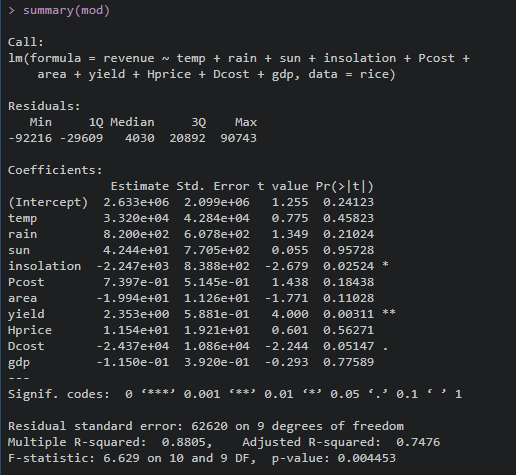 > summary(mod)

Call:
lm(formula = revenue ~ temp + rain + sun + insolation + Pcost +
    area + yield + Hprice + Dcost + gdp, data = rice)

Residuals:
   Min     1Q Median     3Q    Max
-92216 -29609   4030  20892  90743

Coefficients:
              Estimate Std. Error t value Pr(>|t|)
(Intercept)  2.633e+06  2.099e+06   1.255  0.24123
temp         3.320e+04  4.284e+04   0.775  0.45823
rain         8.200e+02  6.078e+02   1.349  0.21024
sun          4.244e+01  7.705e+02   0.055  0.95728
insolation  -2.247e+03  8.388e+02  -2.679  0.02524 *
Pcost        7.397e-01  5.145e-01   1.438  0.18438
area        -1.994e+01  1.126e+01  -1.771  0.11028
yield        2.353e+00  5.881e-01   4.000  0.00311 **
Hprice       1.154e+01  1.921e+01   0.601  0.56271
Dcost       -2.437e+04  1.086e+04  -2.244  0.05147 .
gdp         -1.150e-01  3.920e-01  -0.293  0.77589
---
Signif. codes:  0 ‘***’ 0.001 ‘**’ 0.01 ‘*’ 0.05 ‘.’ 0.1 ‘ ’ 1

Residual standard error: 62620 on 9 degrees of freedom
Multiple R-squared:  0.8805,    Adjusted R-squared:  0.7476
F-statistic: 6.629 on 10 and 9 DF,  p-value: 0.004453